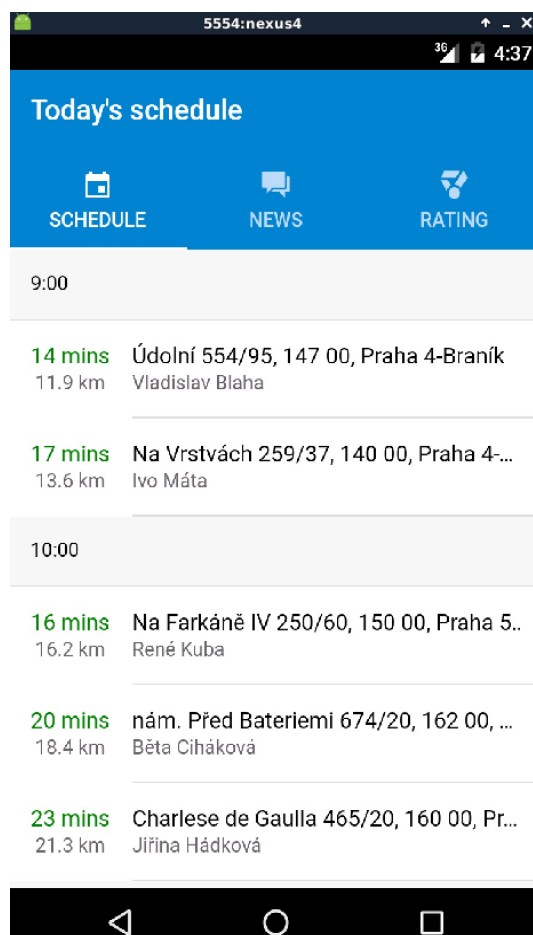 5554:nexus4
3G 4:37
Today's schedule
SCHEDULE NEWS RATING
9:00
14 mins Údolní 554/95, 147 00, Praha 4-Braník
11.9 km Vladislav Blaha
17 mins Na Vrstvách 259/37, 140 00, Praha 4-...
13.6 km Ivo Máta
10:00
16 mins Na Farkáně IV 250/60, 150 00, Praha 5..
16.2 km René Kuba
20 mins nám. Před Bateriemi 674/20, 162 00, ...
18.4 km Běta Ciháková
23 mins Charlese de Gaulla 465/20, 160 00, Pr...
21.3 km Jiřina Hádková